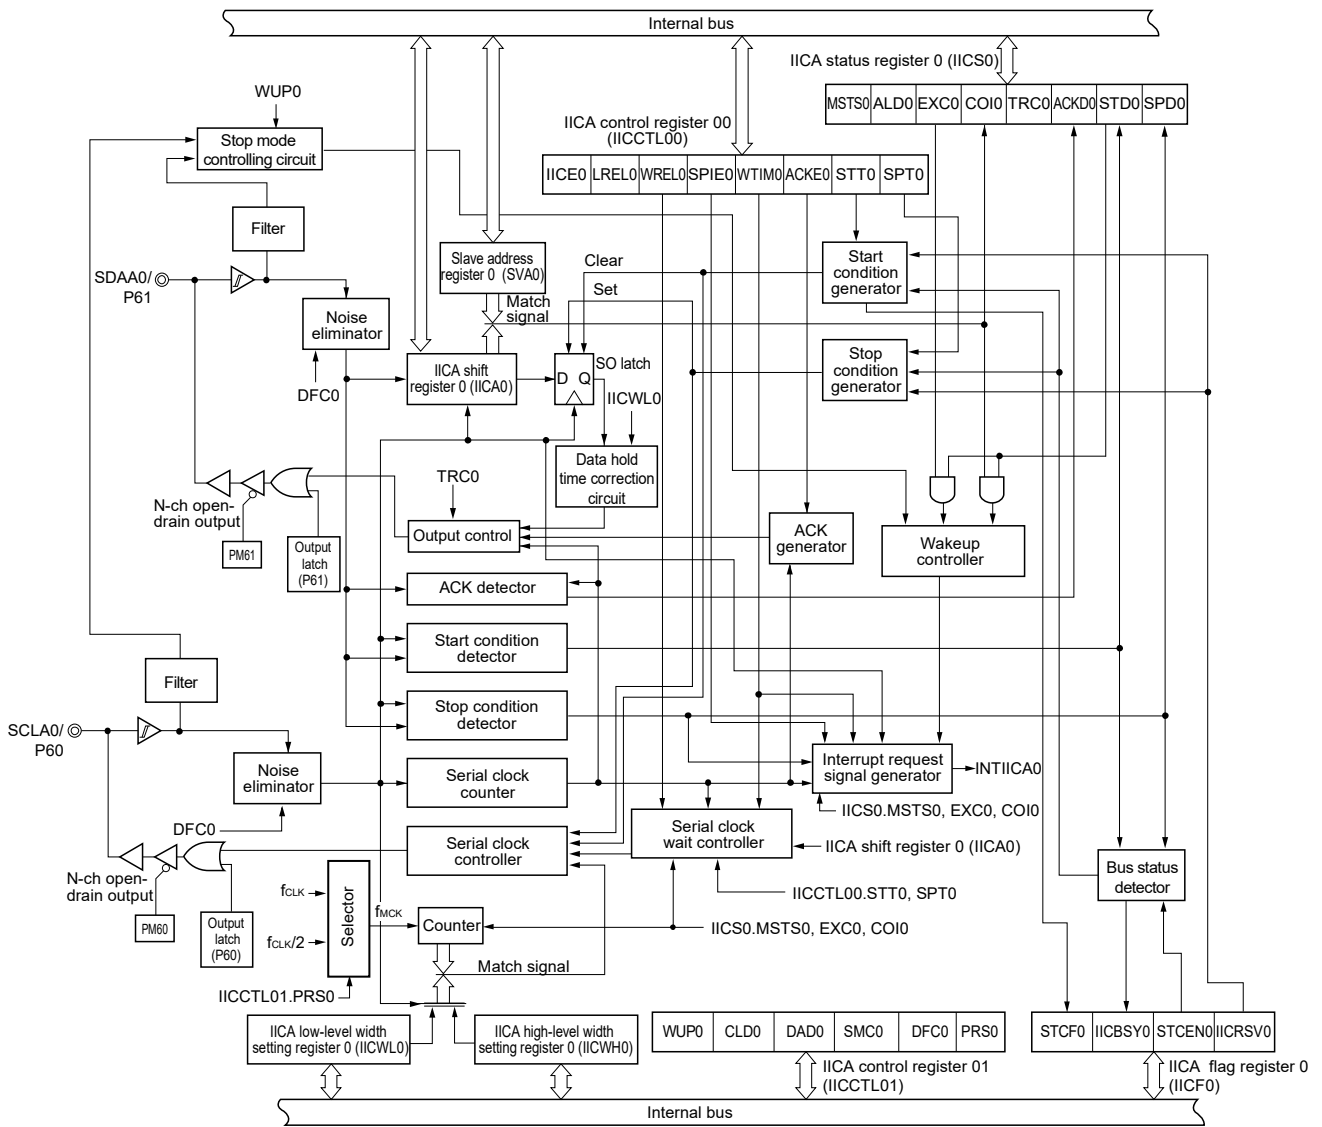 Internal bus
IICA status register 0 (IICS0)
MSTS0 ALD0 EXC0 COI0 TRC0 ACKD0 STD0 SPD0
WUP0
Stop mode
controlling circuit
IICA control register 00
(IICCTL00)
IICE0 LREL0 WREL0 SPIE0 WTIM0 ACKE0 STT0 SPT0
Filter
SDAA0/
P61
Slave address
register 0 (SVA0)
Clear
Set
Match
signal
Start
condition
generator
Noise
eliminator
DFC0
IICA shift
register 0 (IICA0)
D Q
SO latch
IICWL0
Stop
condition
generator
Data hold
time correction
circuit
TRC0
N-ch open-
drain output
PM61
Output
latch
(P61)
Output control
ACK
generator
Wakeup
controller
ACK detector
Start condition
detector
Filter
Stop condition
detector
SCLA0/
P60
Noise
eliminator
DFC0
Serial clock
counter
Interrupt request
signal generator
INTIICA0
IICS0.MSTS0, EXC0, COI0
Serial clock
controller
Serial clock
wait controller
IICA shift register 0 (IICA0)
Bus status
detector
N-ch open-
drain output
PM60
Output
latch
(P60)
fCLK
fCLK/2
Selector
fMCK
Counter
IICCTL00.STT0, SPT0
IICS0.MSTS0, EXC0, COI0
Match signal
IICCTL01.PRS0
IICA low-level width
setting register 0 (IICWL0)
IICA high-level width
setting register 0 (IICWH0)
WUP0 CLD0 DAD0 SMC0 DFC0 PRS0
IICA control register 01
(IICCTL01)
STCF0 IICBSY0 STCEN0 IICRSV0
IICA flag register 0
(IICF0)
Internal bus